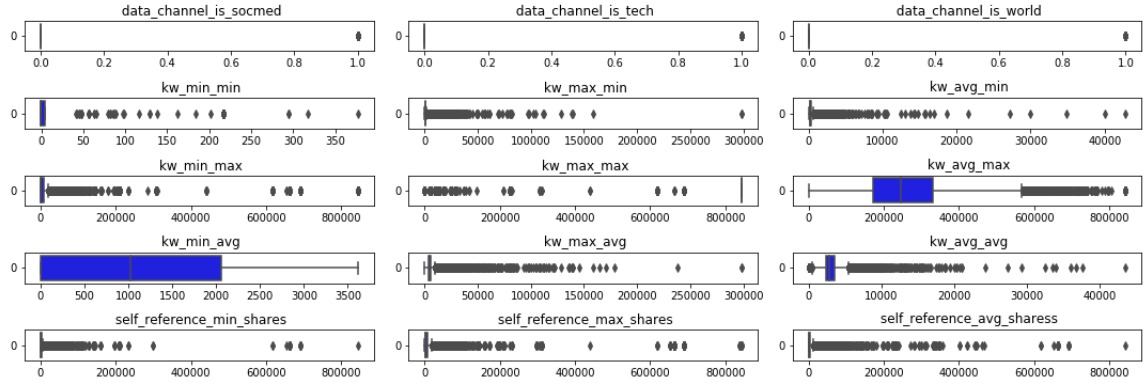 data_channel_is_socmed data_channel_is_tech data_channel_is_world
0 0 0
0.0 0.2 0.4 0.6 0.8 1.0 0.0 0.2 0.4 0.6 0.8 1.0 0.0 0.2 0.4 0.6 0.8 1.0
kw_min_min kw_max_min kw_avg_min
0 0 0
0 50 100 150 200 250 300 350 0 50000 100000 150000 200000 250000 300000 0 10000 20000 30000 40000
kw_min_max kw_max_max kw_avg_max
0 0 0
0 200000 400000 600000 800000 0 200000 400000 600000 800000 0 200000 400000 600000 800000
kw_min_avg kw_max_avg kw_avg_avg
0 0 0
0 500 1000 1500 2000 2500 3000 3500 0 50000 100000 150000 200000 250000 300000 0 10000 20000 30000 40000
self_reference_min_shares self_reference_max_shares self_reference_avg_sharess
0 0 0
0 200000 400000 600000 800000 0 200000 400000 600000 800000 0 200000 400000 600000 800000